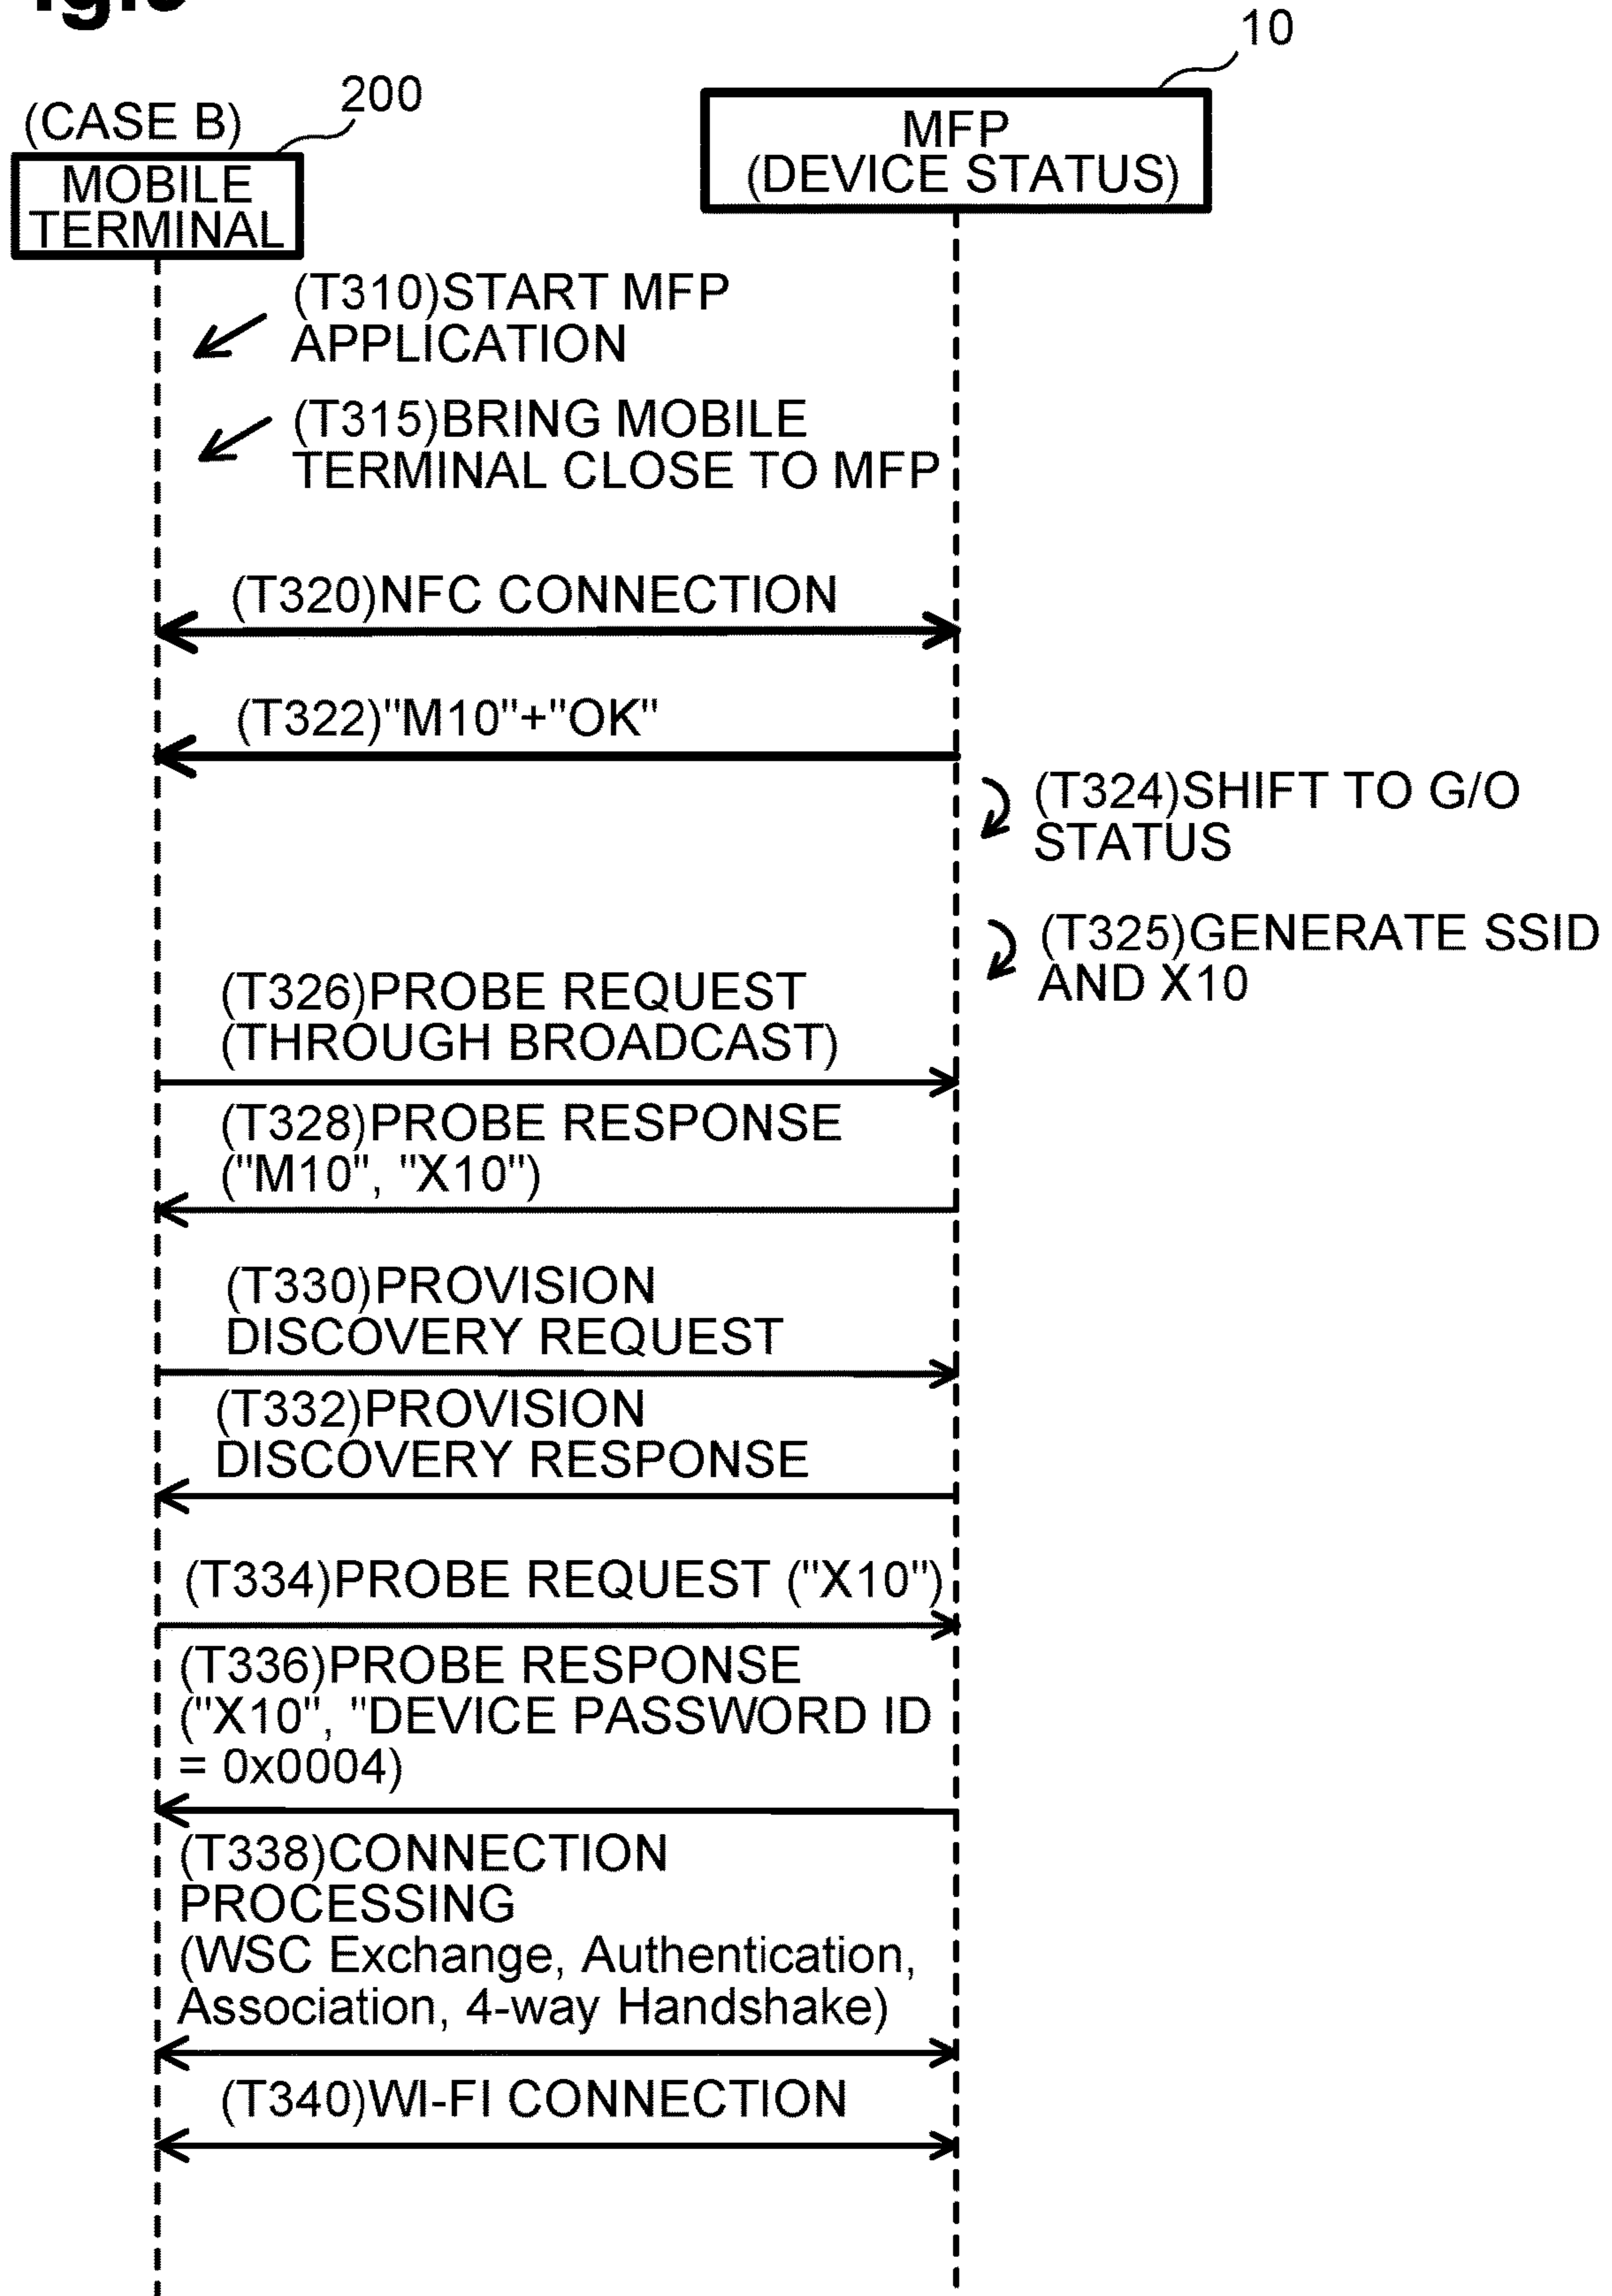 10
200
(CASE B)
MFP
(DEVICE STATUS)
MOBILE
TERMINAL
(T310)START MFP
APPLICATION
(T315)BRING MOBILE
TERMINAL CLOSE TO MFP
(T320)NFC CONNECTION
(T322)"M10"+"OK"
(T324)SHIFT TO G/O
STATUS
(T325)GENERATE SSID
AND X10
(T326)PROBE REQUEST
(THROUGH BROADCAST)
(T328)PROBE RESPONSE
("M10", "X10")
(T330)PROVISION
DISCOVERY REQUEST
(T332)PROVISION
DISCOVERY RESPONSE
(T334)PROBE REQUEST ("X10")
(T336)PROBE RESPONSE
("X10", "DEVICE PASSWORD ID
= 0x0004)
(T338)CONNECTION
PROCESSING
(WSC Exchange, Authentication,
Association, 4-way Handshake)
(T340)WI-FI CONNECTION